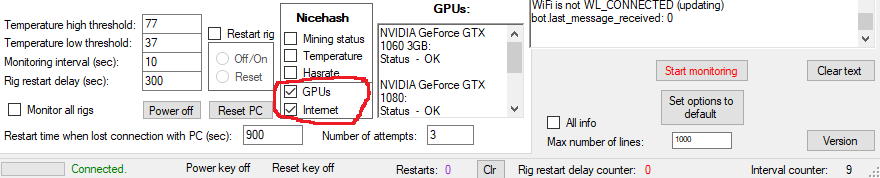 Temperature high threshold: 77
Temperature low threshold: 37
Monitoring interval (sec): 10
Rig restart delay (sec): 300
Monitor all rigs
Power off
Restart rig
Off/On
Reset
Reset PC
Nicehash
Mining status
Temperature
Hasrate
GPUs
Internet
GPUs:
NVIDIA GeForce GTX
1060 3GB:
Status - OK
NVIDIA GeForce GTX
1080:
Status - OK
Restart time when lost connection with PC (sec): 900
Number of attempts: 3
WiFi is not WL_CONNECTED (updating)
bot.last_message_received: 0
Start monitoring
Clear text
Set options to
default
All info
Max number of lines: 1000
Version
Connected.
Power key off
Reset key off
Restarts: 0
Clr
Rig restart delay counter: 0
Interval counter: 9